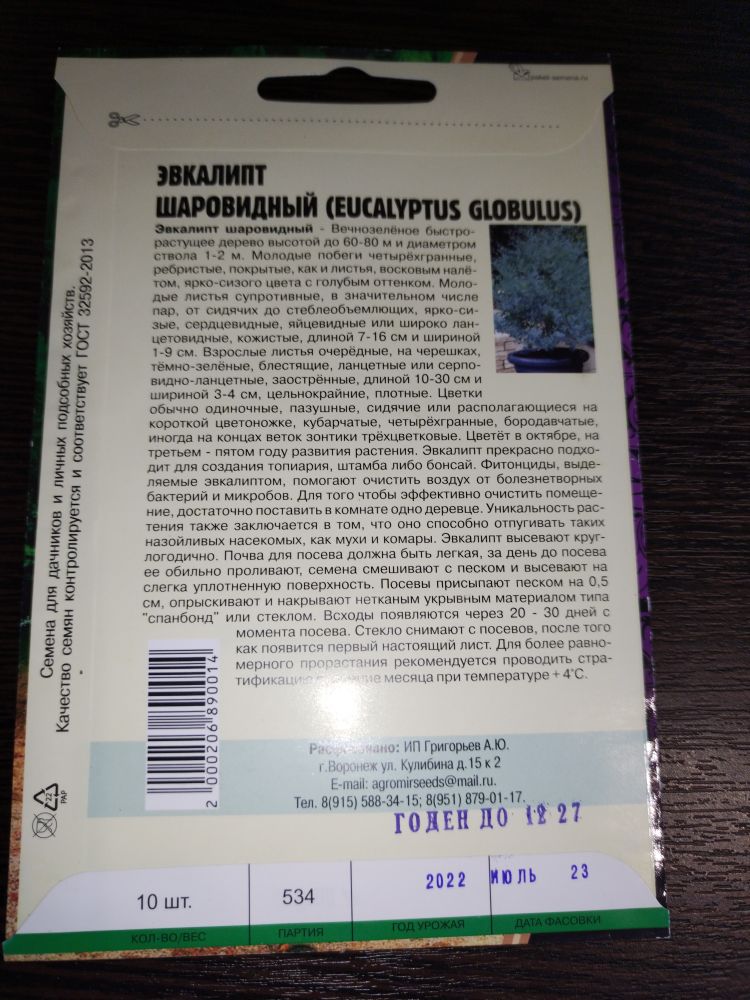 paket-semena.ru
ЭВКАЛИПТ
ШАРОВИДНЫЙ (EUCALYPTUS GLOBULUS)
Эвкалипт шаровидный - Вечнозелёное быстро-
растущее дерево высотой до 60-80 м и диаметром
ствола 1-2 м. Молодые побеги четырёхгранные,
ребристые, покрытые, как и листья, восковым налё-
том, ярко-сизого цвета с голубым оттенком. Моло-
дые листья супротивные, в значительном числе
пар, от сидячих до стеблеобъемлющих, ярко-си-
зые, сердцевидные, яйцевидные или широко лан-
цетовидные, кожистые, длиной 7-16 см и шириной
1-9 см. Взрослые листья очерёдные, на черешках,
тёмно-зелёные, блестящие, ланцетные или серпо-
видно-ланцетные, заострённые, длиной 10-30 см и
шириной 3-4 см, цельнокрайние, плотные. Цветки
обычно одиночные, пазушные, сидячие или располагающиеся на
короткой цветоножке, кубарчатые, четырёхгранные, бородавчатые,
иногда на концах веток зонтики трёхцветковые. Цветёт в октябре, на
третьем - пятом году развития растения. Эвкалипт прекрасно подхо-
дит для создания топиария, штамба либо бонсай. Фитонциды, выде-
ляемые эвкалиптом, помогают очистить воздух от болезнетворных
бактерий и микробов. Для того чтобы эффективно очистить помеще-
ние, достаточно поставить в комнате одно деревце. Уникальность рас-
тения также заключается в том, что оно способно отпугивать таких
назойливых насекомых, как мухи и комары. Эвкалипт высевают круг-
логодично. Почва для посева должна быть легкая, за день до посева
ее обильно проливают, семена смешивают с песком и высевают на
слегка уплотненную поверхность. Посевы присыпают песком на 0,5
см, опрыскивают и накрывают нетканым укрывным материалом типа
"спанбонд" или стеклом. Всходы появляются через 20 - 30 дней с
момента посева. Стекло снимают с посевов, после того
как появится первый настоящий лист. Для более равно-
мерного прорастания рекомендуется проводить стра-
тификацию в течение месяца при температуре + 4°C.
Семена для дачников и личных подсобных хозяйств.
Качество семян контролируется и соответствует ГОСТ 32592-2013
2 000206 890014
Расфасовано: ИП Григорьев А.Ю.
г.Воронеж ул. Кулибина д.15 к 2
E-mail: agromirseeds@mail.ru.
Тел. 8(915) 588-34-15; 8(951) 879-01-17.
22
PAP
ГОДЕН ДО 12 27
10 шт. 534 2022 ИЮЛЬ 23
КОЛ-ВО/ВЕС ПАРТИЯ ГОД УРОЖАЯ ДАТА ФАСОВКИ